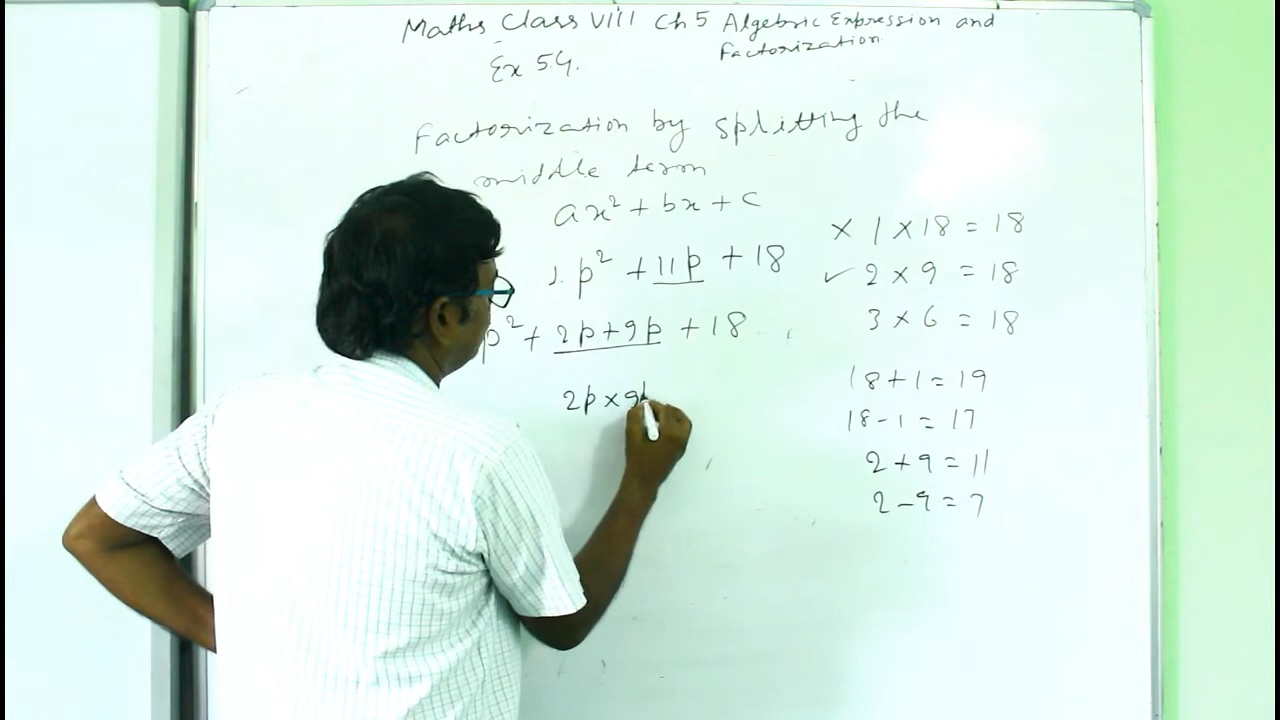 Maths Class VIII Ch 5 Algebric Expression and
Factorization
Ex 5.4.
Factorization by splitting the
middle term
ax² + bx + c
1. p² + 11p + 18
p² + 2p + 9p + 18
2p × 9
× 1 × 18 = 18
✓ 2 × 9 = 18
3 × 6 = 18
18 + 1 = 19
18 - 1 = 17
2 + 9 = 11
2 - 9 = 7